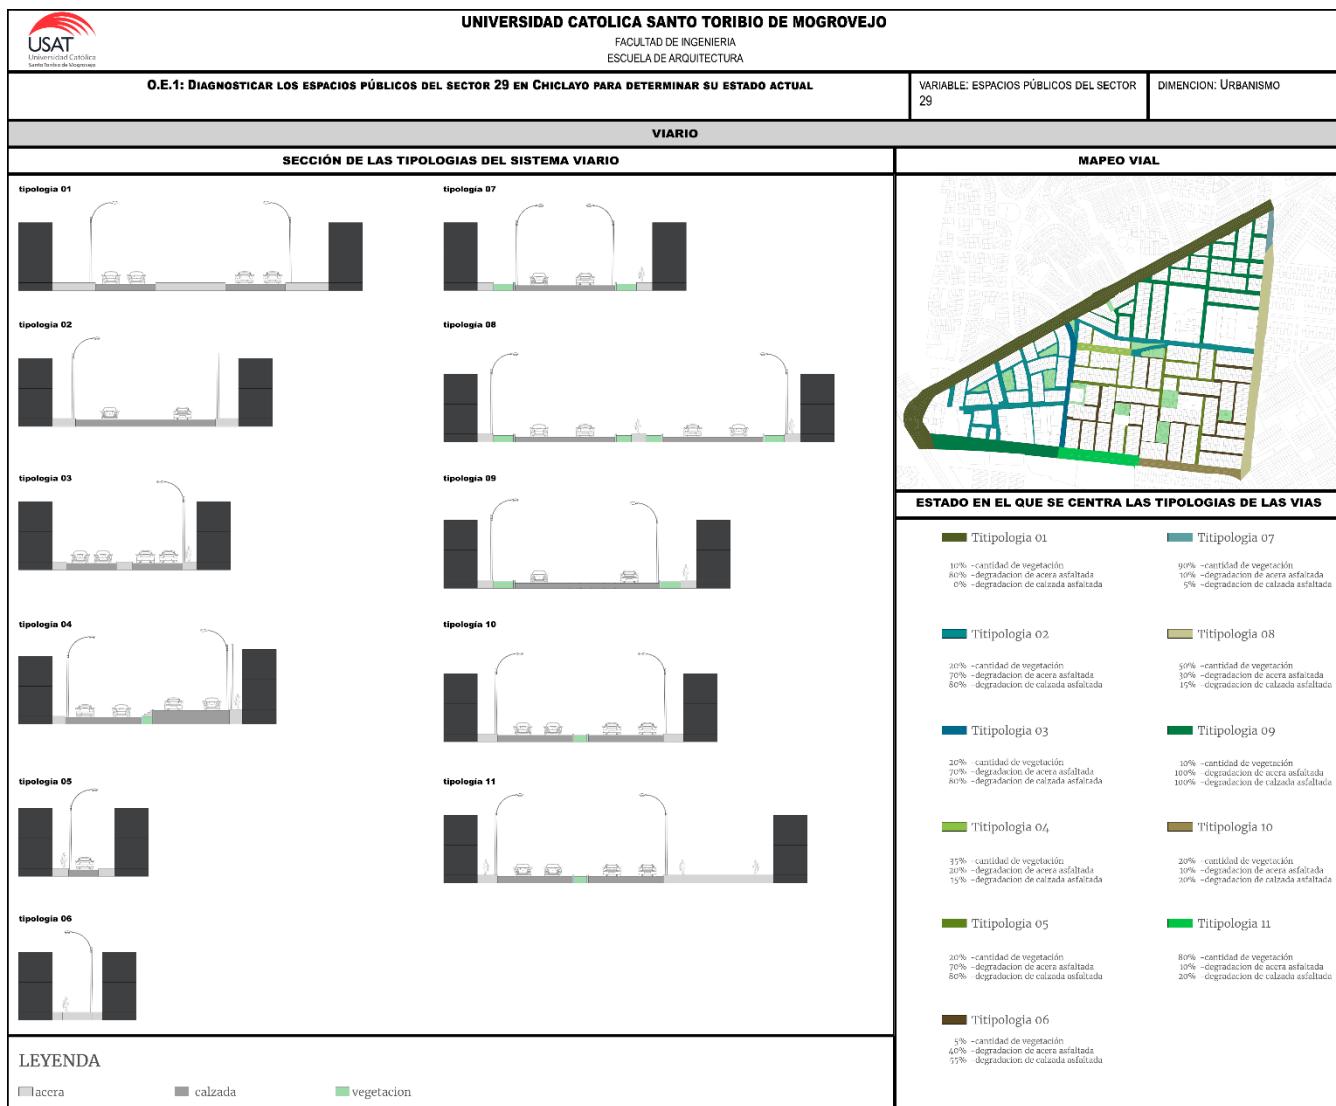 USAT
Universidad Católica
Santo Toribio de Mogrovejo
UNIVERSIDAD CATOLICA SANTO TORIBIO DE MOGROVEJO
FACULTAD DE INGENIERIA
ESCUELA DE ARQUITECTURA
O.E.1: DIAGNOSTICAR LOS ESPACIOS PÚBLICOS DEL SECTOR 29 EN CHICLAYO PARA DETERMINAR SU ESTADO ACTUAL
VARIABLE: ESPACIOS PÚBLICOS DEL SECTOR
29
DIMENCION: URBANISMO
VIARIO
SECCIÓN DE LAS TIPOLOGIAS DEL SISTEMA VIARIO
tipología 01
tipología 02
tipología 03
tipología 04
tipología 05
tipología 06
tipología 07
tipología 08
tipología 09
tipología 10
tipología 11
LEYENDA
acera
calzada
vegetacion
MAPEO VIAL
ESTADO EN EL QUE SE CENTRA LAS TIPOLOGIAS DE LAS VIAS
Titipologia 01
10% -cantidad de vegetación
80% -degradacion de acera asfaltada
0% -degradacion de calzada asfaltada
Titipologia 02
20% -cantidad de vegetación
70% -degradacion de acera asfaltada
80% -degradacion de calzada asfaltada
Titipologia 03
20% -cantidad de vegetación
70% -degradacion de acera asfaltada
80% -degradacion de calzada asfaltada
Titipologia 04
35% -cantidad de vegetación
20% -degradacion de acera asfaltada
15% -degradacion de calzada asfaltada
Titipologia 05
20% -cantidad de vegetación
70% -degradacion de acera asfaltada
80% -degradacion de calzada asfaltada
Titipologia 06
5% -cantidad de vegetación
40% -degradacion de acera asfaltada
55% -degradacion de calzada asfaltada
Titipologia 07
90% -cantidad de vegetación
10% -degradacion de acera asfaltada
5% -degradacion de calzada asfaltada
Titipologia 08
50% -cantidad de vegetación
30% -degradacion de acera asfaltada
15% -degradacion de calzada asfaltada
Titipologia 09
10% -cantidad de vegetación
100% -degradacion de acera asfaltada
100% -degradacion de calzada asfaltada
Titipologia 10
20% -cantidad de vegetación
10% -degradacion de acera asfaltada
20% -degradacion de calzada asfaltada
Titipologia 11
80% -cantidad de vegetación
10% -degradacion de acera asfaltada
20% -degradacion de calzada asfaltada